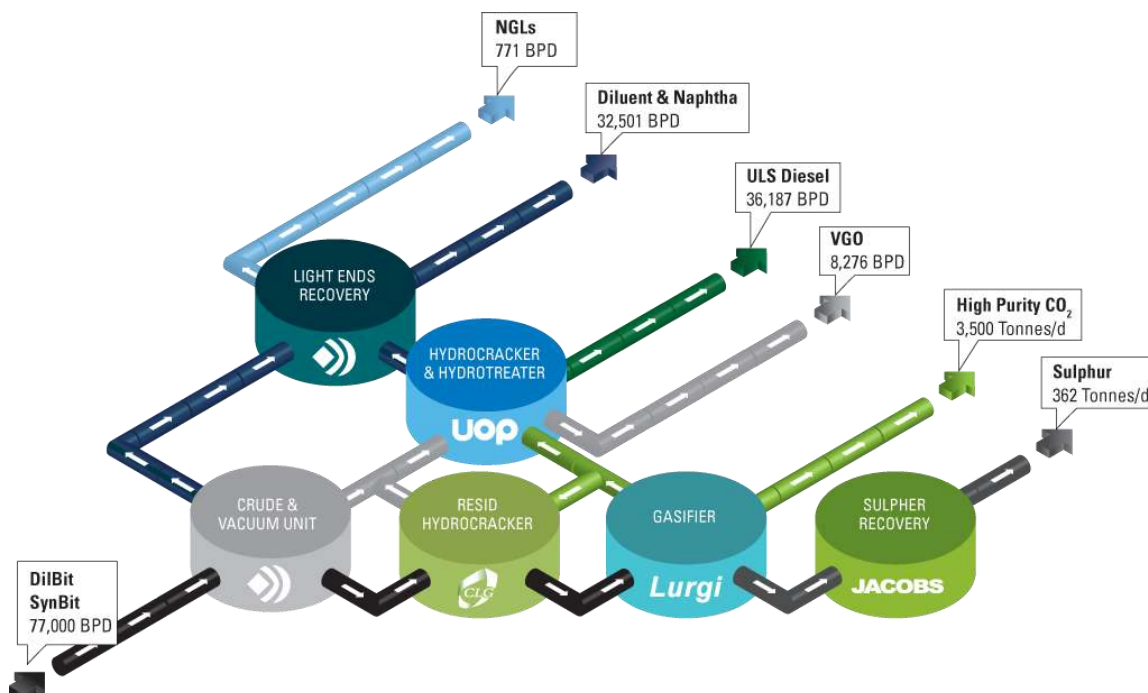 NGLs
771 BPD
Diluent & Naphtha
32,501 BPD
ULS Diesel
36,187 BPD
VGO
8,276 BPD
High Purity CO₂
3,500 Tonnes/d
Sulphur
362 Tonnes/d
LIGHT ENDS
RECOVERY
HYDROCRACKER
& HYDROTREATER
uop
CRUDE &
VACUUM UNIT
RESID
HYDROCRACKER
CLG
GASIFIER
Lurgi
SULPHER
RECOVERY
JACOBS
DilBit
SynBit
77,000 BPD